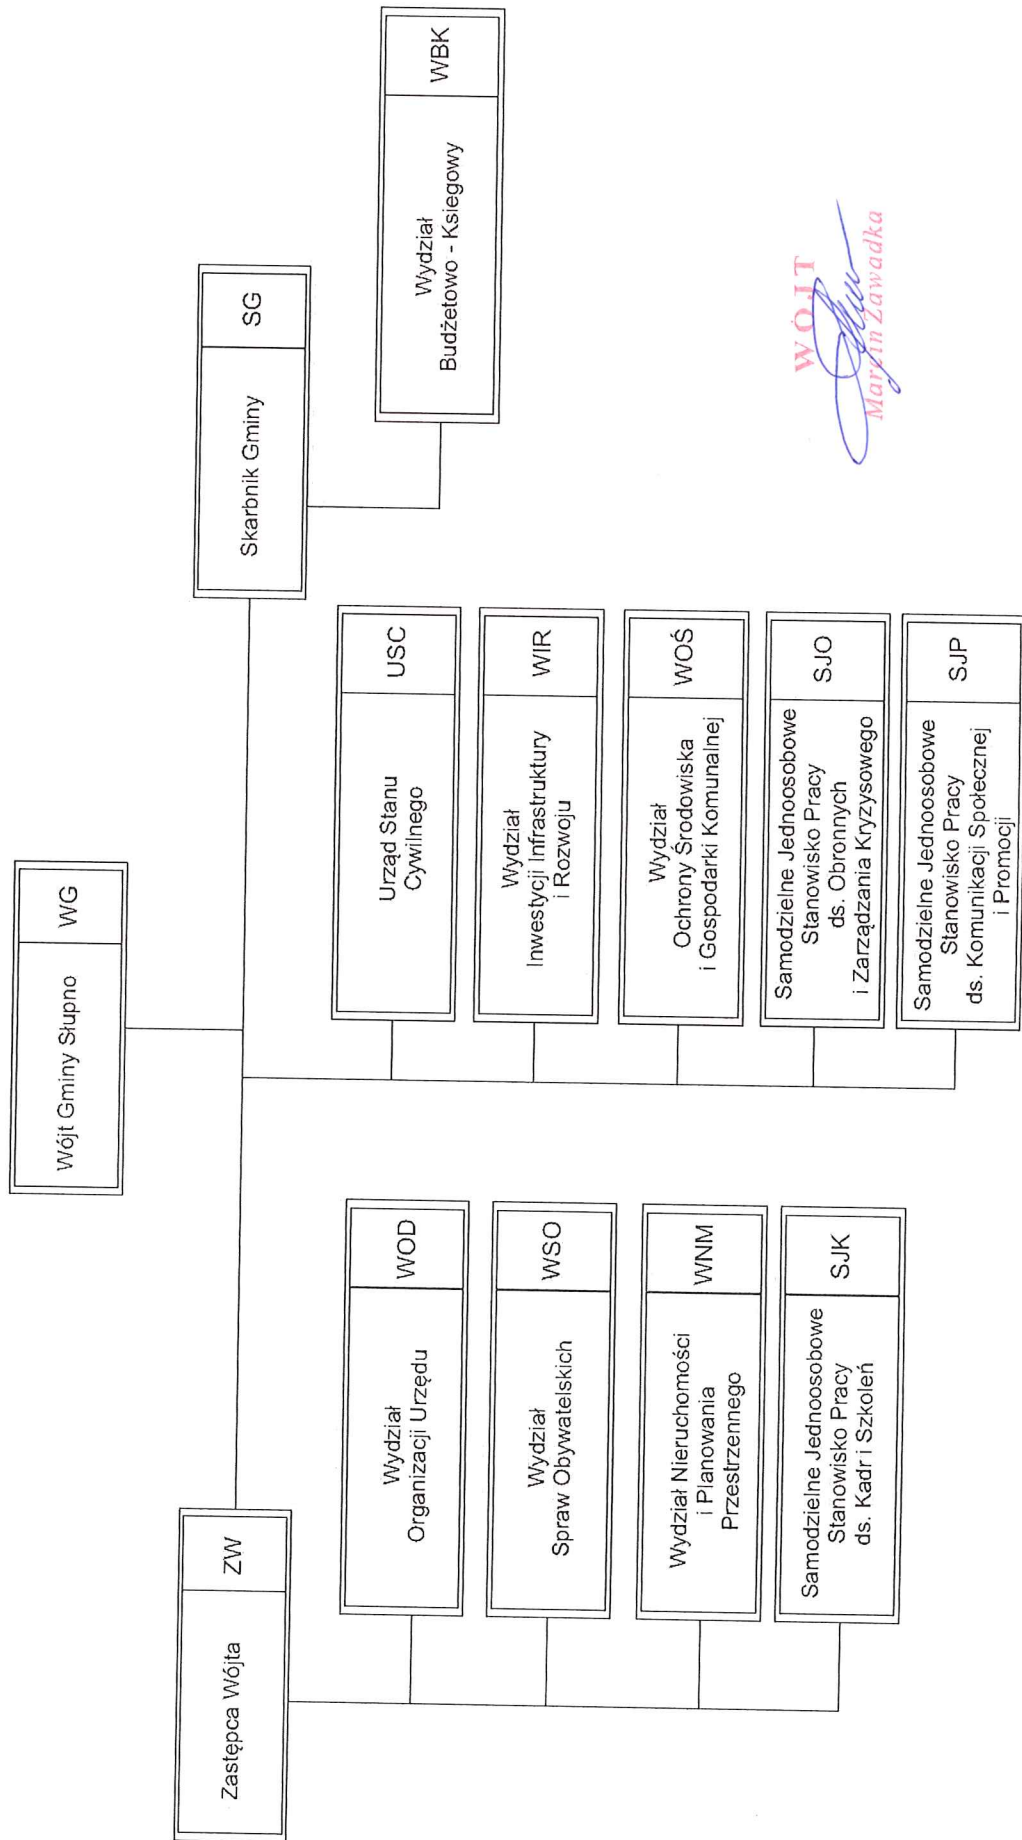 Wójt Gminy Słupno
WG
Zastępca Wójta
ZW
Skarbnik Gminy
SG
Wydział
Organizacji Urzędu
WOD
Wydział
Spraw Obywatelskich
WSO
Wydział Nieruchomości
i Planowania
Przestrzennego
WNM
Samodzielne Jednoosobowe
Stanowisko Pracy
ds. Kadr i Szkoleń
SJK
Urząd Stanu
Cywilnego
USC
Wydział
Inwestycji Infrastruktury
i Rozwoju
WIR
Wydział
Ochrony Środowiska
i Gospodarki Komunalnej
WOŚ
Samodzielne Jednoosobowe
Stanowisko Pracy
ds. Obronnych
i Zarządzania Kryzysowego
SJO
Samodzielne Jednoosobowe
Stanowisko Pracy
ds. Komunikacji Społecznej
i Promocji
SJP
Wydział
Budżetowo - Ksiegowy
WBK
WÓJT
Marcin Zawadka